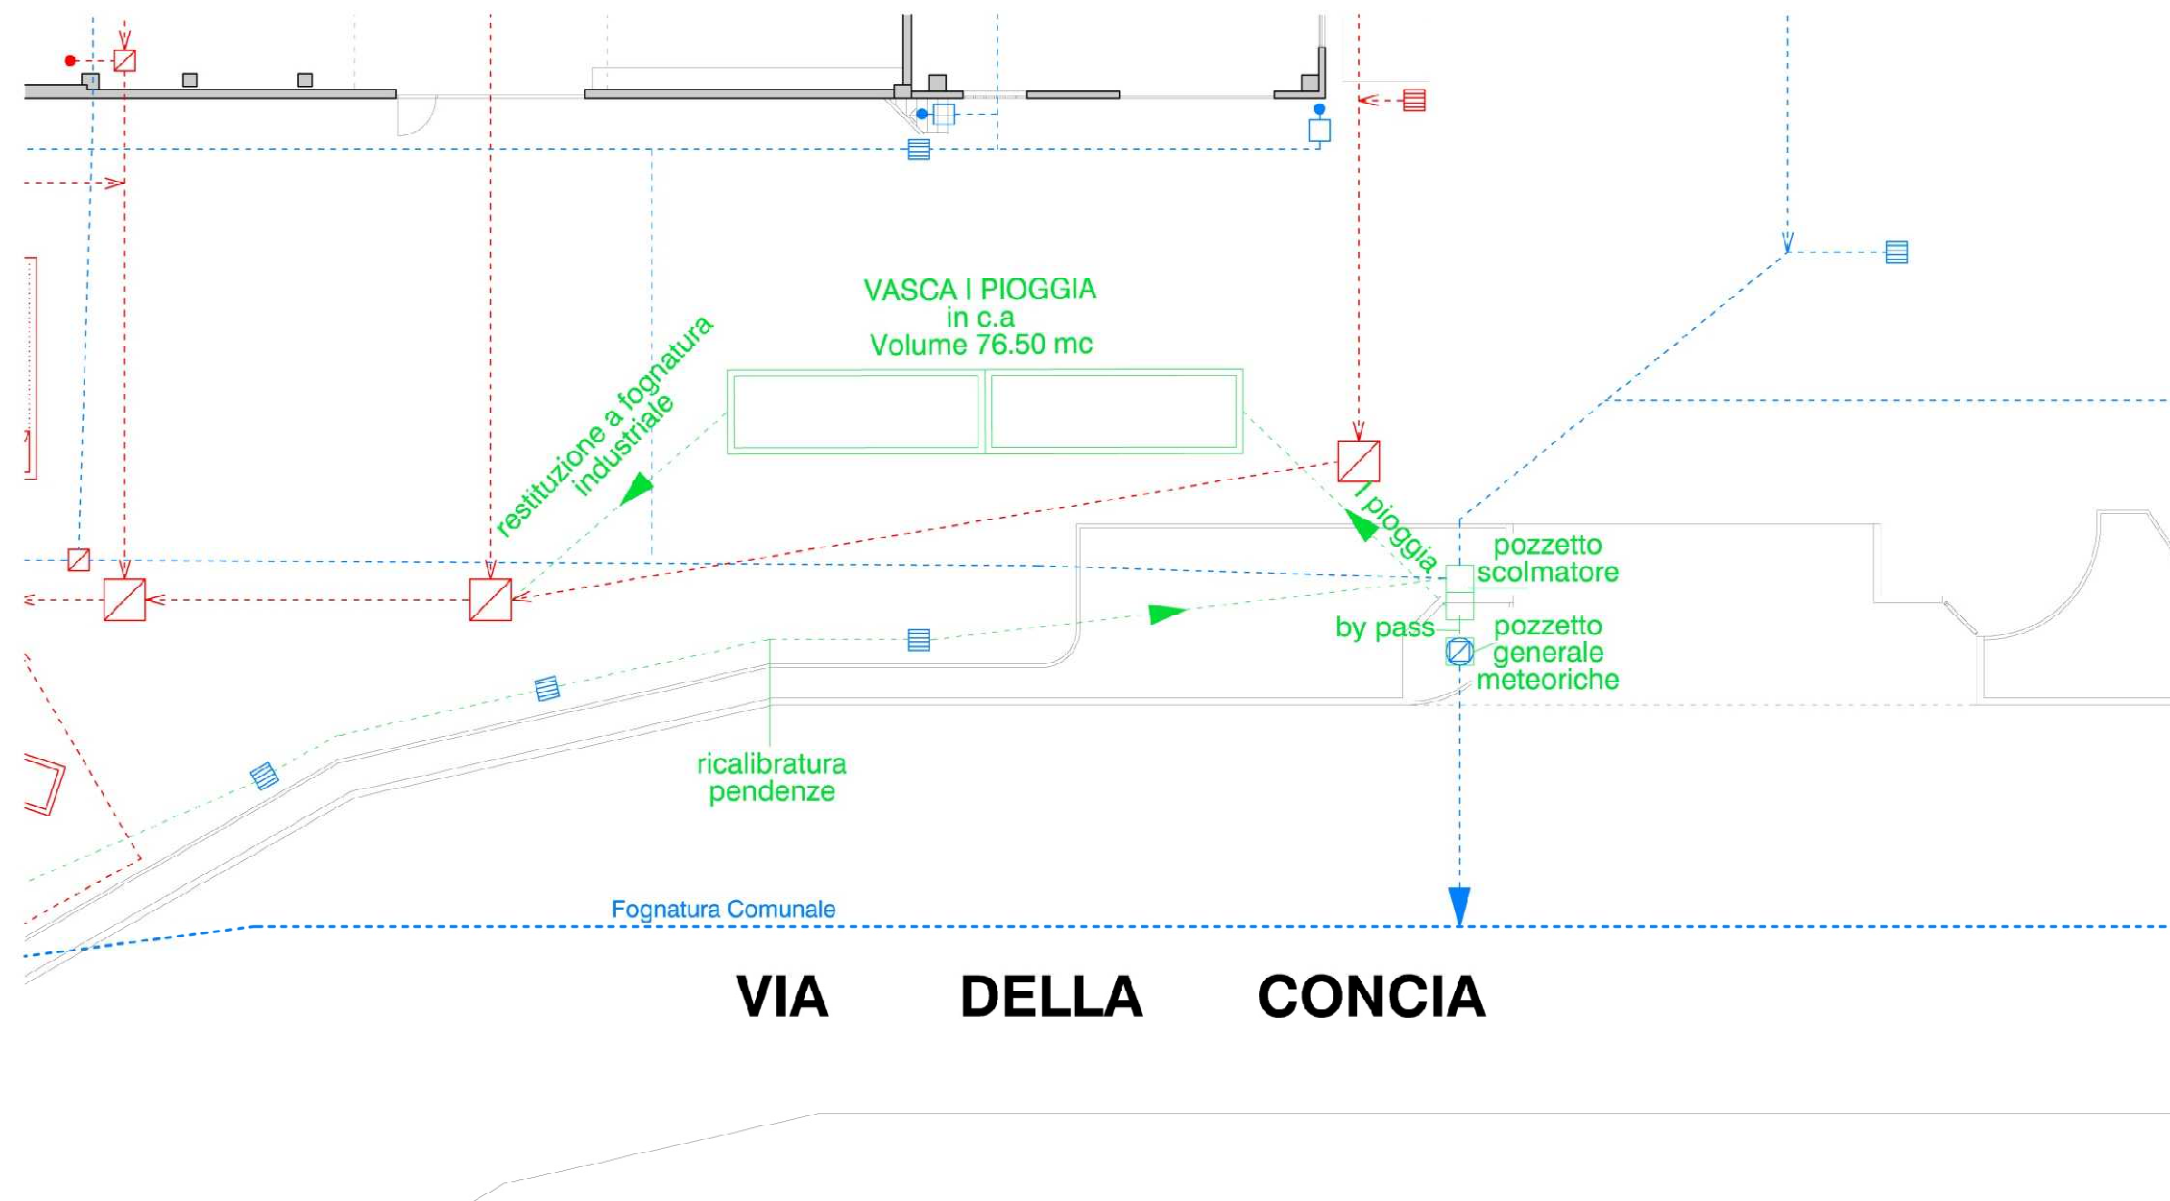 VASCA I PIOGGIA
in c.a
Volume 76.50 mc
restituzione a fognatura
industriale
I pioggia
pozzetto
scolmatore
by pass
pozzetto
generale
meteoriche
ricalibratura
pendenze
Fognatura Comunale
VIA DELLA CONCIA